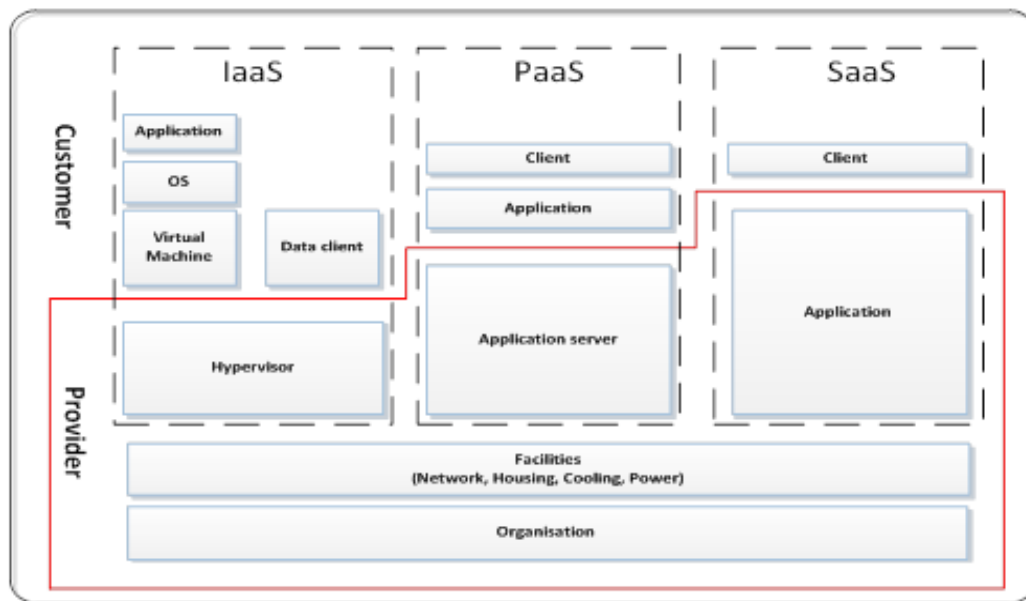 IaaS
PaaS
SaaS
Customer
Application
OS
Virtual
Machine
Data client
Client
Application
Client
Provider
Hypervisor
Application server
Application
Facilities
(Network, Housing, Cooling, Power)
Organisation